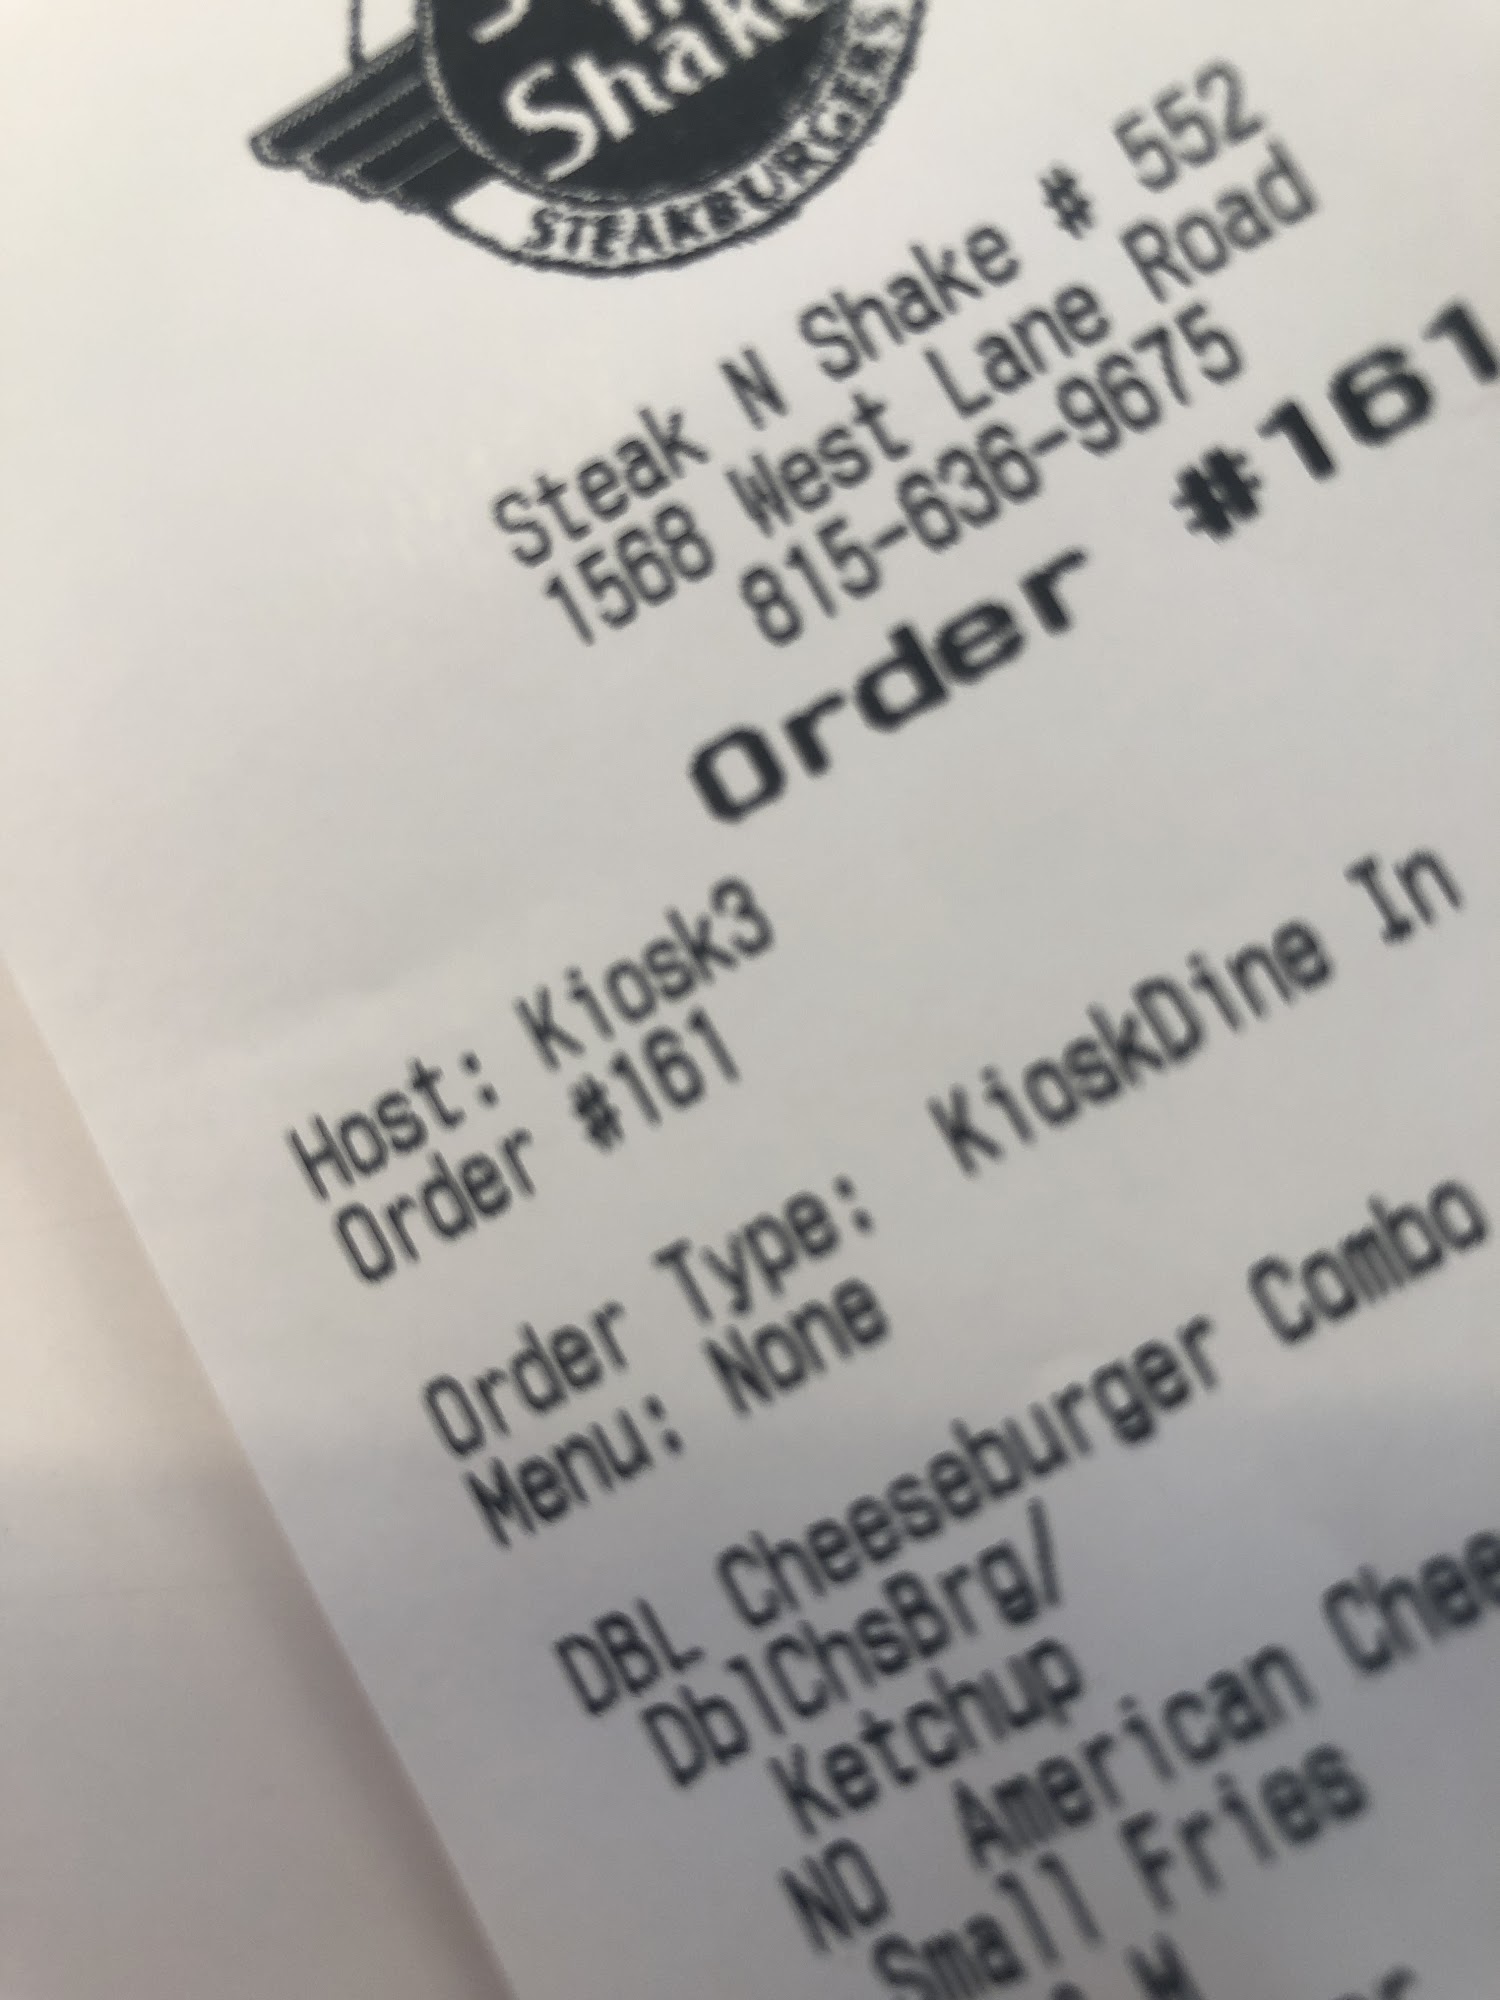 Shake
STEAKBURGERS
Steak N Shake # 552
1568 West Lane Road
815-636-9675
Order #161
Host: Kiosk3
Order #161
Order Type: KioskDine In
Menu: None
DBL Cheeseburger Combo
DblChsBrg/
Ketchup
NO American Chee
Small Fries